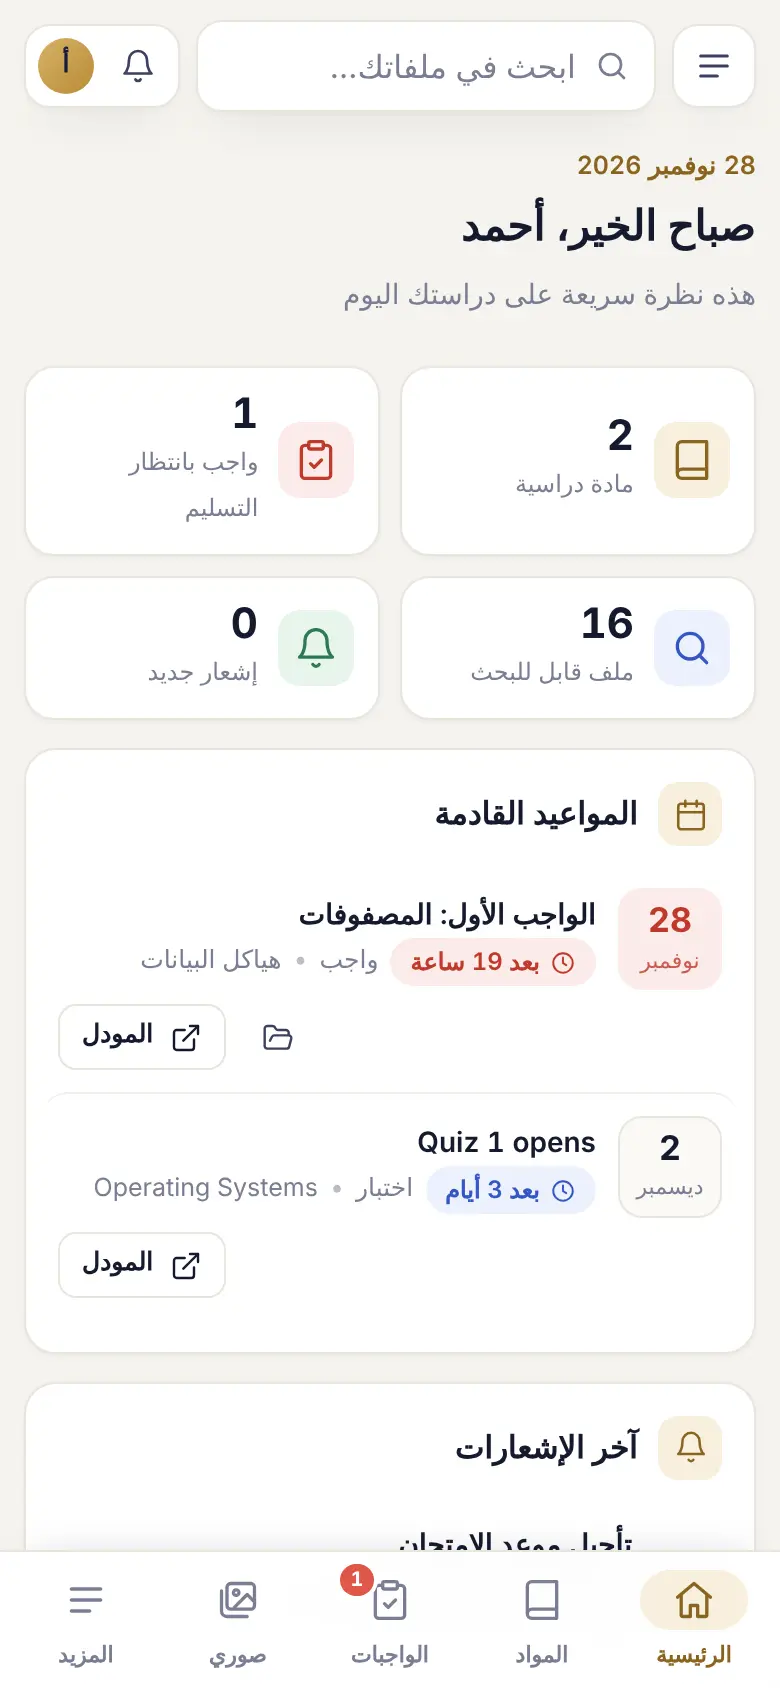 أ
ابحث في ملفاتك...
28 نوفمبر 2026
صباح الخير، أحمد
هذه نظرة سريعة على دراستك اليوم
2
مادة دراسية
1
واجب بانتظار
التسليم
16
ملف قابل للبحث
0
إشعار جديد
المواعيد القادمة
28
نوفمبر
الواجب الأول: المصفوفات
بعد 19 ساعة واجب • هياكل البيانات
المودل
2
ديسمبر
Quiz 1 opens
بعد 3 أيام اختبار • Operating Systems
المودل
آخر الإشعارات
تأجيل موعد الامتحان
الرئيسية
المواد
1
الواجبات
صوري
المزيد